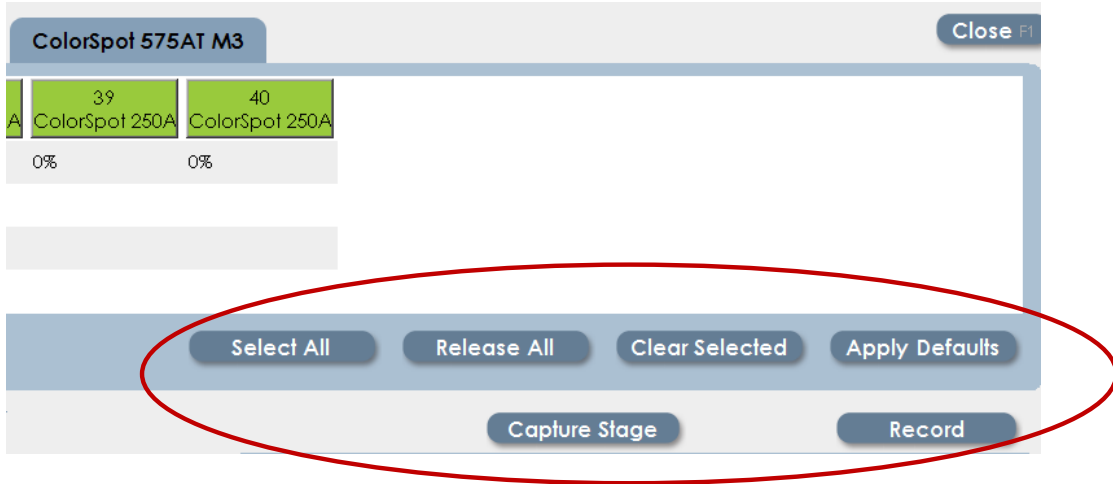 ColorSpot 575AT M3
Close F1
39 40
A ColorSpot 250A ColorSpot 250A
0% 0%
Select All Release All Clear Selected Apply Defaults
Capture Stage Record